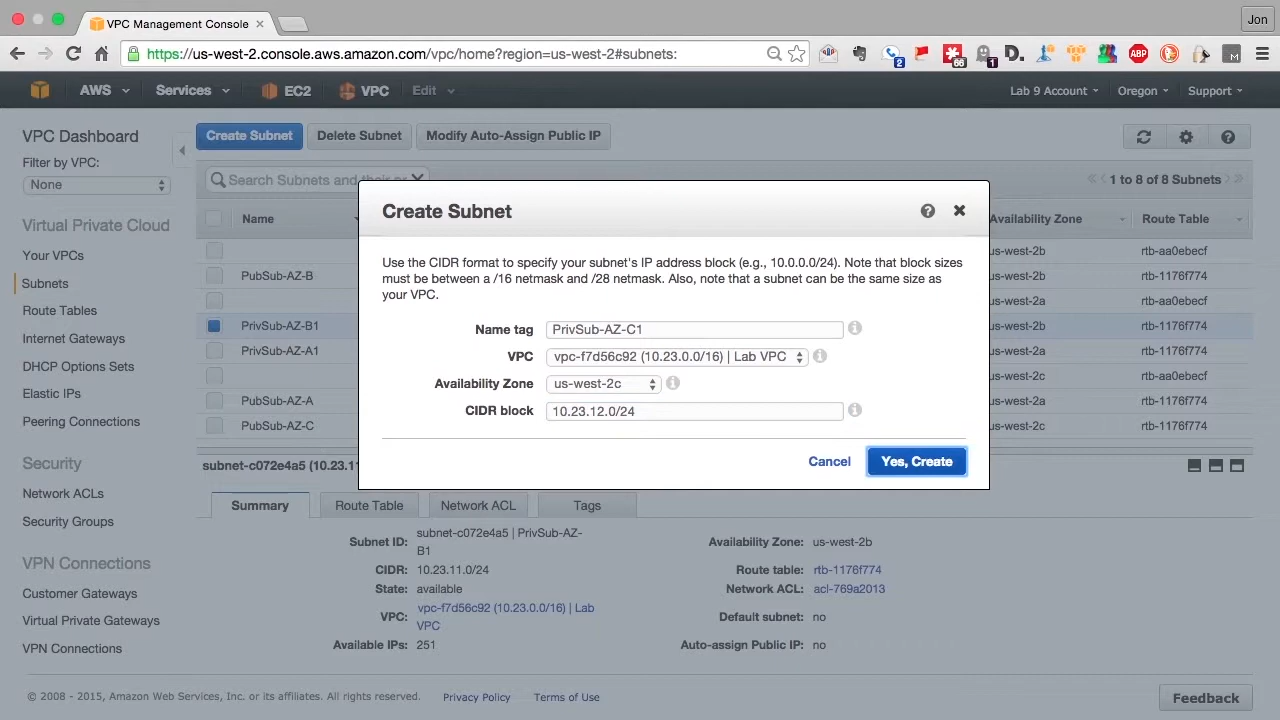 VPC Management Console
Jon
https://us-west-2.console.aws.amazon.com/vpc/home?region=us-west-2#subnets:
2
66
1
D.
ABP
M
AWS Services EC2 VPC Edit Lab 9 Account Oregon Support
VPC Dashboard
Filter by VPC:
None
Virtual Private Cloud
Your VPCs
Subnets
Route Tables
Internet Gateways
DHCP Options Sets
Elastic IPs
Peering Connections
Security
Network ACLs
Security Groups
VPN Connections
Customer Gateways
Virtual Private Gateways
VPN Connections
Create Subnet Delete Subnet Modify Auto-Assign Public IP
Search Subnets and their pr
1 to 8 of 8 Subnets
Name Availability Zone Route Table
us-west-2b rtb-aa0ebecf
PubSub-AZ-B us-west-2b rtb-1176f774
us-west-2a rtb-aa0ebecf
PrivSub-AZ-B1 us-west-2b rtb-1176f774
PrivSub-AZ-A1 us-west-2a rtb-1176f774
us-west-2c rtb-aa0ebecf
PubSub-AZ-A us-west-2a rtb-1176f774
PubSub-AZ-C us-west-2c rtb-1176f774
Create Subnet
Use the CIDR format to specify your subnet's IP address block (e.g., 10.0.0.0/24). Note that block sizes
must be between a /16 netmask and /28 netmask. Also, note that a subnet can be the same size as
your VPC.
Name tag PrivSub-AZ-C1
VPC vpc-f7d56c92 (10.23.0.0/16) | Lab VPC
Availability Zone us-west-2c
CIDR block 10.23.12.0/24
Cancel Yes, Create
subnet-c072e4a5 (10.23.11
Summary Route Table Network ACL Tags
Subnet ID: subnet-c072e4a5 | PrivSub-AZ-
B1
CIDR: 10.23.11.0/24
State: available
VPC: vpc-f7d56c92 (10.23.0.0/16) | Lab
VPC
Available IPs: 251
Availability Zone: us-west-2b
Route table: rtb-1176f774
Network ACL: acl-769a2013
Default subnet: no
Auto-assign Public IP: no
© 2008 - 2015, Amazon Web Services, Inc. or its affiliates. All rights reserved. Privacy Policy Terms of Use
Feedback